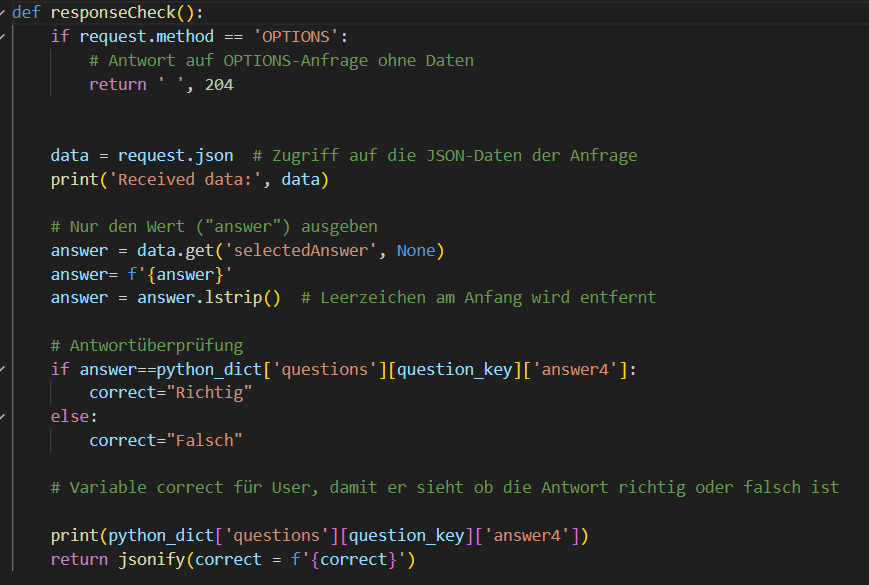 def responseCheck():
    if request.method == 'OPTIONS':
        # Antwort auf OPTIONS-Anfrage ohne Daten
        return ' ', 204
    data = request.json  # Zugriff auf die JSON-Daten der Anfrage
    print('Received data:', data)
    # Nur den Wert ("answer") ausgeben
    answer = data.get('selectedAnswer', None)
    answer= f'{answer}'
    answer = answer.lstrip()  # Leerzeichen am Anfang wird entfernt
    # Antwortüberprüfung
    if answer==python_dict['questions'][question_key]['answer4']:
        correct="Richtig"
    else:
        correct="Falsch"
    # Variable correct für User, damit er sieht ob die Antwort richtig oder falsch ist
    print(python_dict['questions'][question_key]['answer4'])
    return jsonify(correct = f'{correct}')